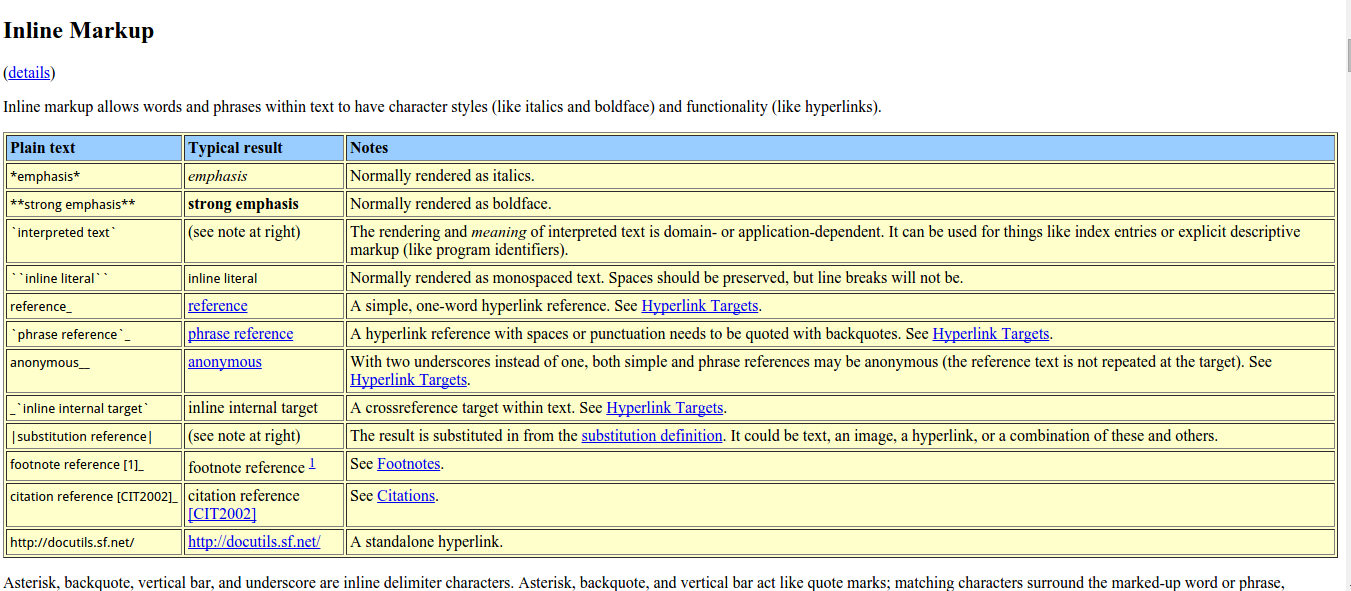 Inline Markup
(details)
Inline markup allows words and phrases within text to have character styles (like italics and boldface) and functionality (like hyperlinks).
Plain text Typical result Notes
*emphasis* emphasis Normally rendered as italics.
**strong emphasis** strong emphasis Normally rendered as boldface.
`interpreted text` (see note at right) The rendering and meaning of interpreted text is domain- or application-dependent. It can be used for things like index entries or explicit descriptive
markup (like program identifiers).
``inline literal`` inline literal Normally rendered as monospaced text. Spaces should be preserved, but line breaks will not be.
reference_ reference A simple, one-word hyperlink reference. See Hyperlink Targets.
`phrase reference`_ phrase reference A hyperlink reference with spaces or punctuation needs to be quoted with backquotes. See Hyperlink Targets.
anonymous__ anonymous With two underscores instead of one, both simple and phrase references may be anonymous (the reference text is not repeated at the target). See
Hyperlink Targets.
_`inline internal target` inline internal target A crossreference target within text. See Hyperlink Targets.
|substitution reference| (see note at right) The result is substituted in from the substitution definition. It could be text, an image, a hyperlink, or a combination of these and others.
footnote reference [1]_ footnote reference 1 See Footnotes.
citation reference [CIT2002]_ citation reference See Citations.
[CIT2002]
http://docutils.sf.net/ http://docutils.sf.net/ A standalone hyperlink.
Asterisk, backquote, vertical bar, and underscore are inline delimiter characters. Asterisk, backquote, and vertical bar act like quote marks; matching characters surround the marked-up word or phrase,